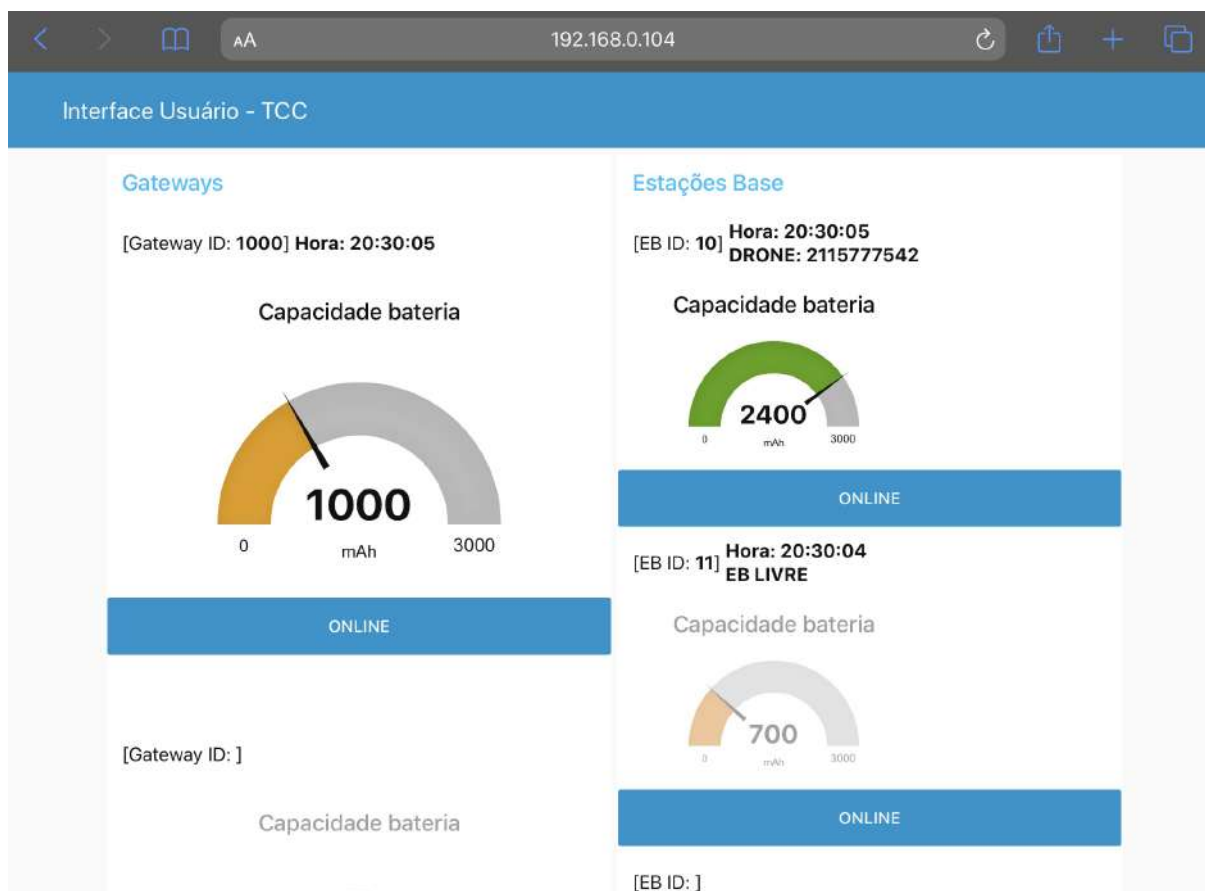 AA
192.168.0.104
Interface Usuário - TCC
Gateways
[Gateway ID: 1000] Hora: 20:30:05
Capacidade bateria
1000
0
mAh
3000
ONLINE
[Gateway ID: ]
Capacidade bateria
Estações Base
[EB ID: 10]
Hora: 20:30:05
DRONE: 2115777542
Capacidade bateria
2400
0
mAh
3000
ONLINE
[EB ID: 11]
Hora: 20:30:04
EB LIVRE
Capacidade bateria
700
0
mAh
3000
ONLINE
[EB ID: ]